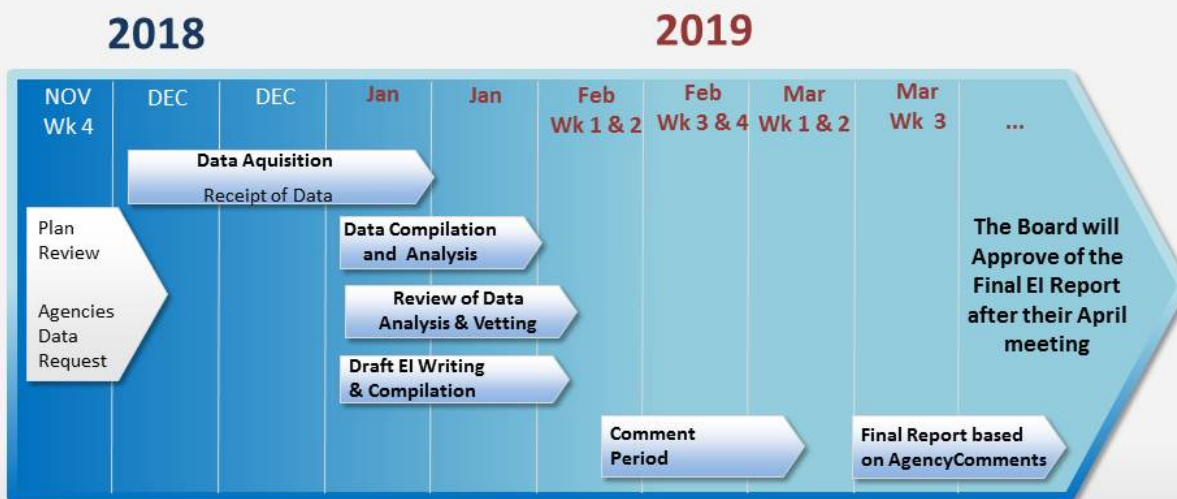 2018
2019
NOV
Wk 4
DEC
DEC
Jan
Jan
Feb
Wk 1 & 2
Feb
Wk 3 & 4
Mar
Wk 1 & 2
Mar
Wk 3
...
Data Aquisition
Receipt of Data
Plan
Review
Agencies
Data
Request
Data Compilation
and Analysis
Review of Data
Analysis & Vetting
Draft EI Writing
& Compilation
Comment
Period
Final Report based
on AgencyComments
The Board will
Approve of the
Final EI Report
after their April
meeting